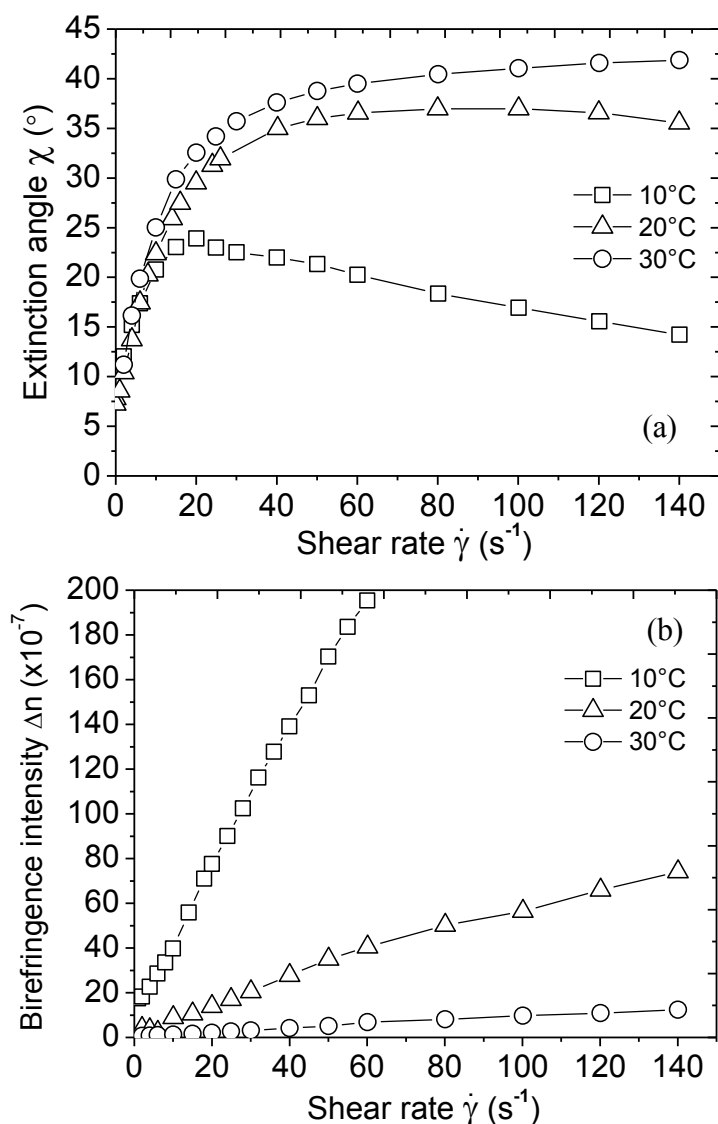 45
40
35
30
25
20
15
10
5
0
Extinction angle χ (°)
10°C
20°C
30°C
(a)
0 20 40 60 80 100 120 140
Shear rate γ̇ (s⁻¹)
200
180
160
140
120
100
80
60
40
20
0
Birefringence intensity Δn (x10⁻⁷)
(b)
10°C
20°C
30°C
0 20 40 60 80 100 120 140
Shear rate γ̇ (s⁻¹)